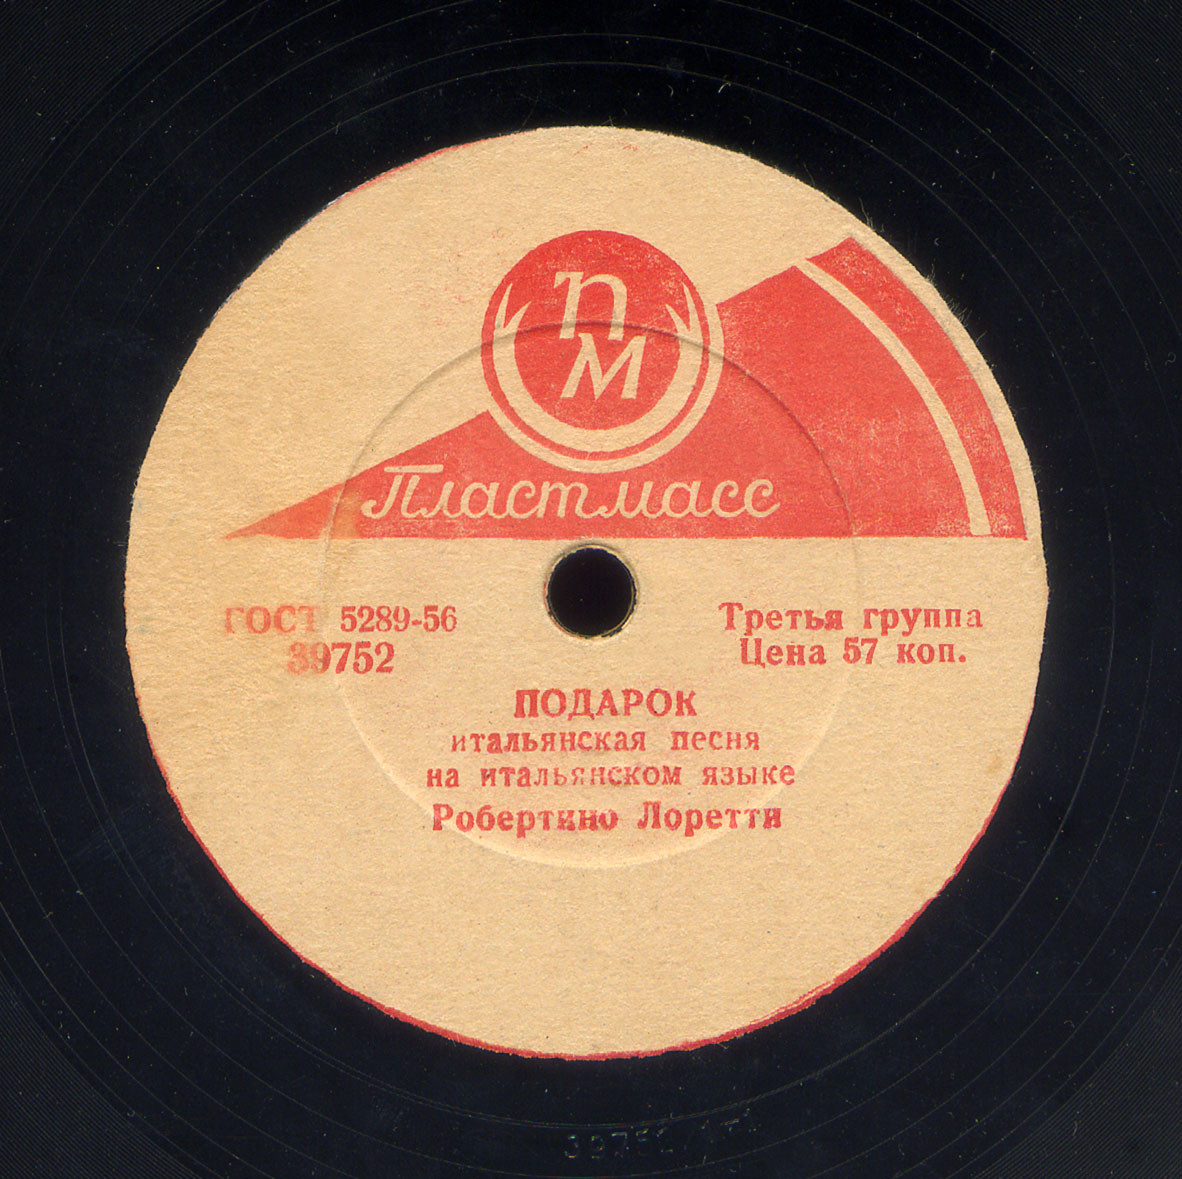 ПМ
Пластмасс
ГОСТ 5289-56
39752
Третья группа
Цена 57 коп.
ПОДАРОК
итальянская песня
на итальянском языке
Робертино Лоретти